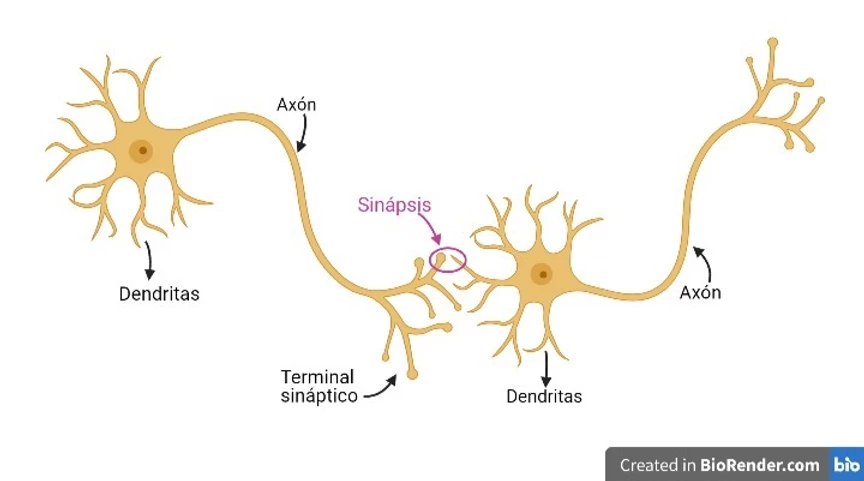 Axón
Sinápsis
Dendritas
Axón
Terminal
sináptico
Dendritas
Created in BioRender.com bio